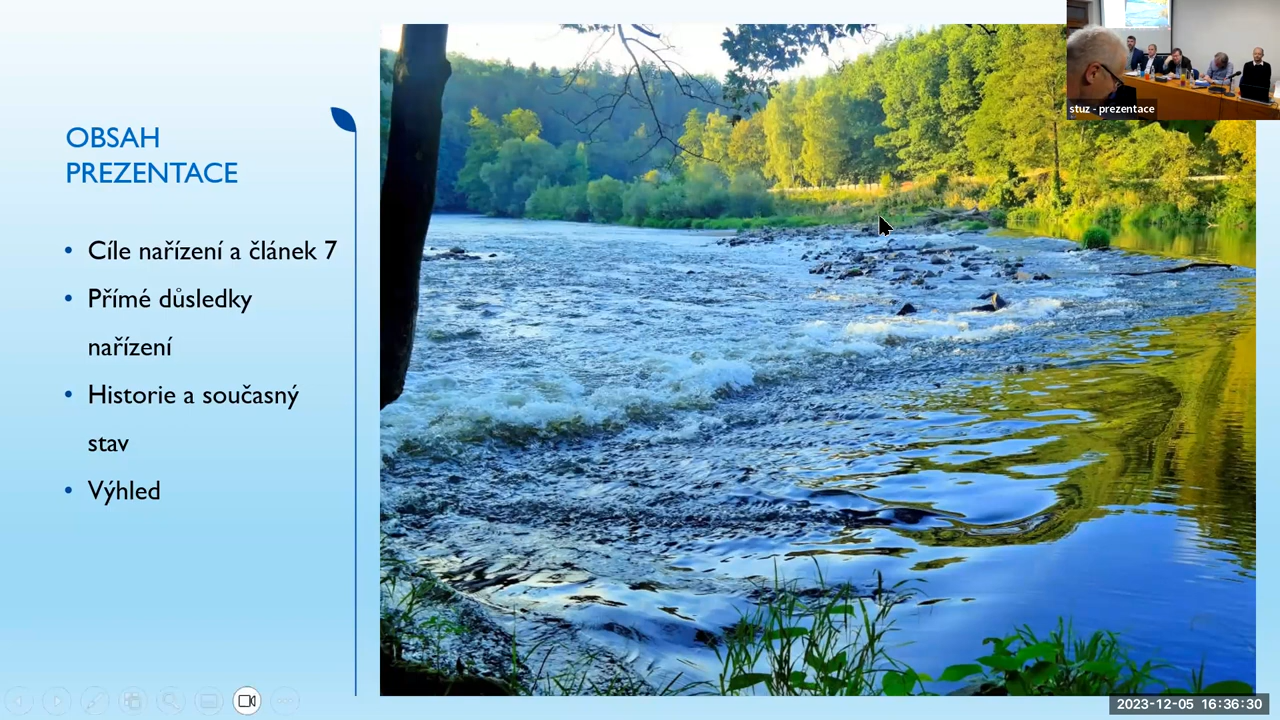 OBSAH
PREZENTACE
• Cíle nařízení a článek 7
• Přímé důsledky
nařízení
• Historie a současný
stav
• Výhled
stuz - prezentace
2023-12-05 16:36:30